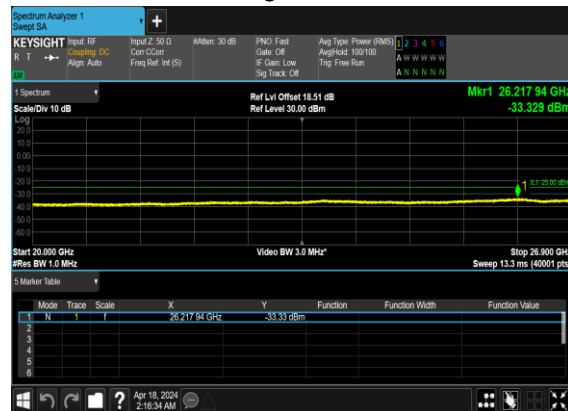 Spectrum Analyzer 1
Swept SA
+
KEYSIGHT Input: RF Input Z: 50 Ω #Atten: 30 dB PNO: Fast Avg Type: Power (RMS) 1 2 3 4 5 6
R T Coupling: DC Corr CCorr Gate: Off Avg|Hold: 100/100 A W W W W W
Align: Auto Freq Ref: Int (S) IF Gain: Low Trig: Free Run
LW Sig Track: Off A N N N N N
1 Spectrum Ref Lvl Offset 18.51 dB Mkr1 26.217 94 GHz
Scale/Div 10 dB Ref Level 30.00 dBm -33.329 dBm
Log
20.0
10.0
0.00
-10.0
-20.0 1 DL1 -25.00 dBm
-30.0
-40.0
-50.0
-60.0
Start 20.000 GHz Video BW 3.0 MHz* Stop 26.900 GHz
#Res BW 1.0 MHz Sweep 13.3 ms (40001 pts
5 Marker Table
Mode Trace Scale X Y Function Function Width Function Value
1 N 1 f 26.217 94 GHz -33.33 dBm
2
3
4
5
6
? Apr 18, 2024
2:16:34 AM